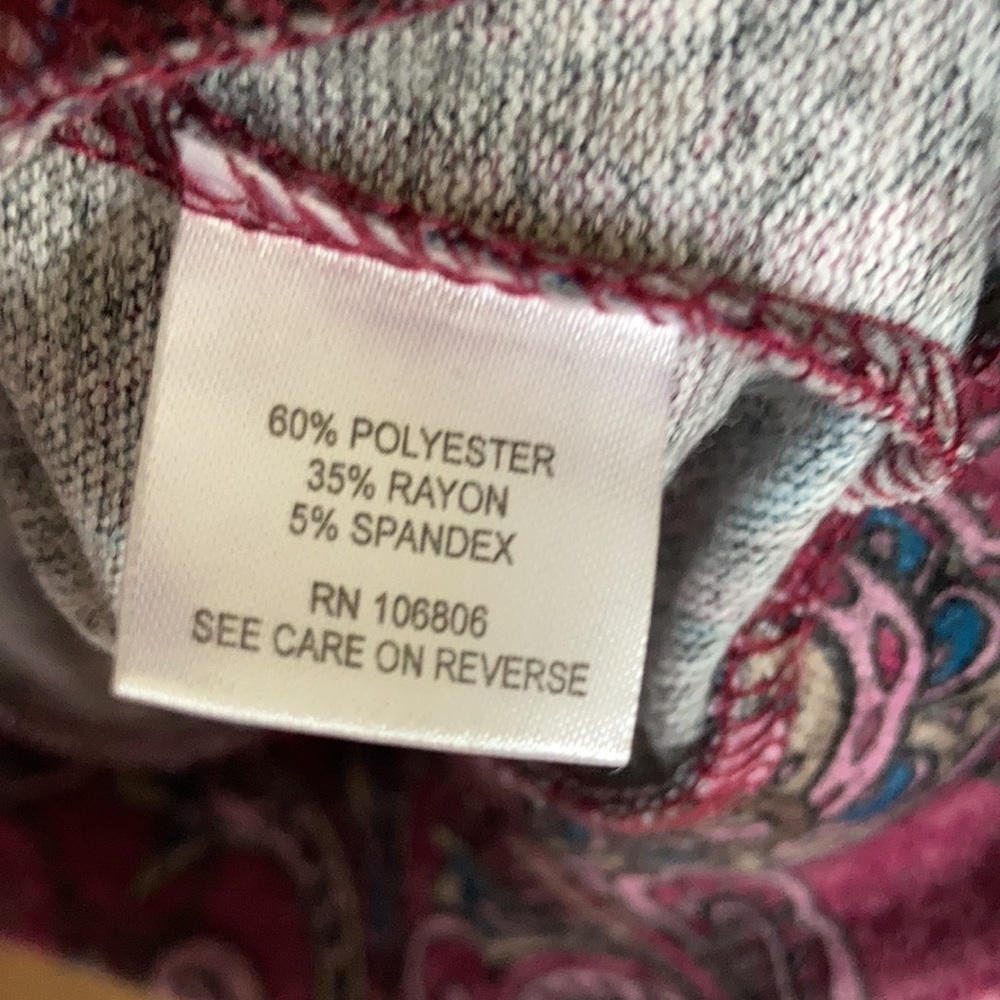 60% POLYESTER
35% RAYON
5% SPANDEX
RN 106806
SEE CARE ON REVERSE